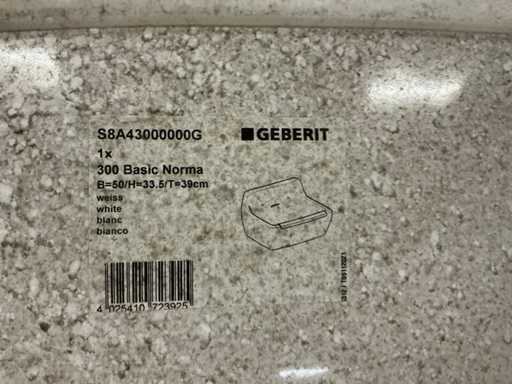 S8A43000000G
GEBERIT
1x
300 Basic Norma
B=50/H=33.5/T=39cm
weiss
white
blanc
bianco
4 025410 723925